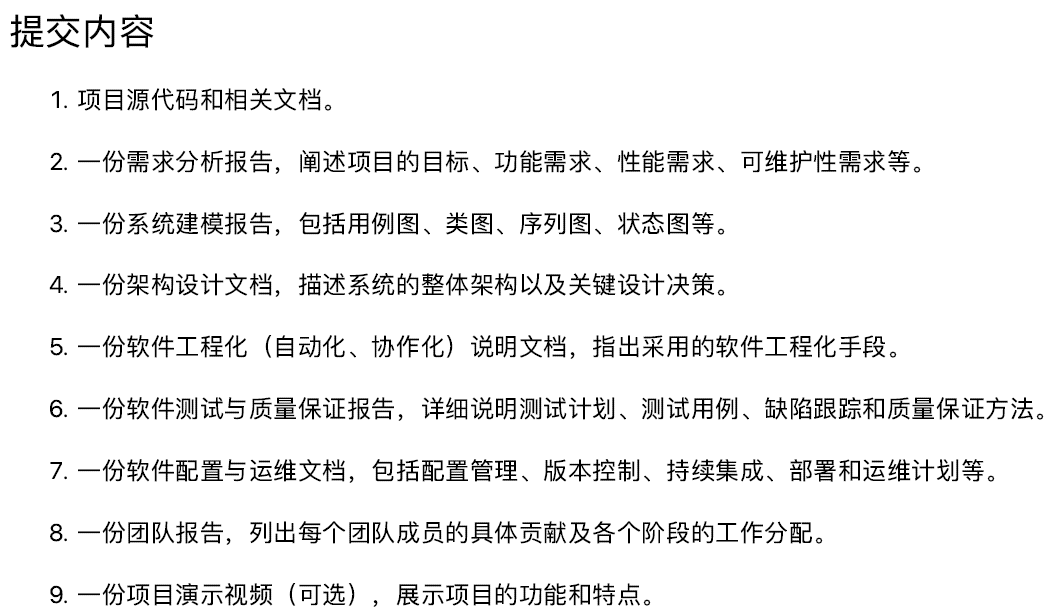 提交内容
1. 项目源代码和相关文档。
2. 一份需求分析报告，阐述项目的目标、功能需求、性能需求、可维护性需求等。
3. 一份系统建模报告，包括用例图、类图、序列图、状态图等。
4. 一份架构设计文档，描述系统的整体架构以及关键设计决策。
5. 一份软件工程化（自动化、协作化）说明文档，指出采用的软件工程化手段。
6. 一份软件测试与质量保证报告，详细说明测试计划、测试用例、缺陷跟踪和质量保证方法。
7. 一份软件配置与运维文档，包括配置管理、版本控制、持续集成、部署和运维计划等。
8. 一份团队报告，列出每个团队成员的具体贡献及各个阶段的工作分配。
9. 一份项目演示视频（可选），展示项目的功能和特点。